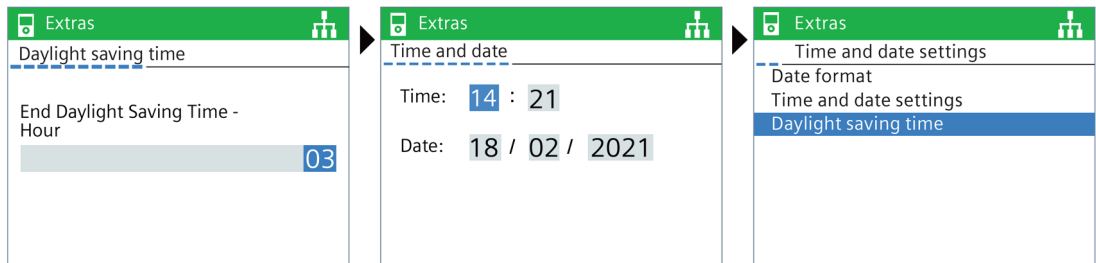 Extras
Daylight saving time
End Daylight Saving Time -
Hour
03
Extras
Time and date
Time: 14 : 21
Date: 18 / 02 / 2021
Extras
Time and date settings
Date format
Time and date settings
Daylight saving time